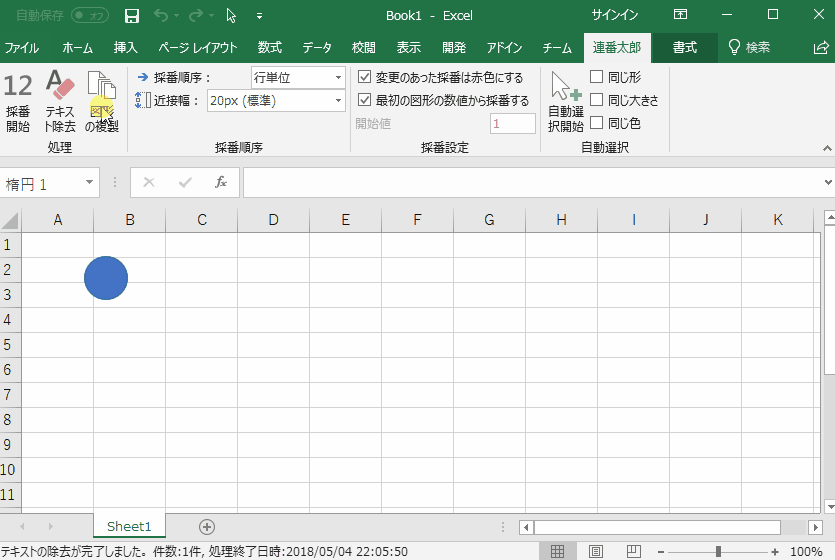 自動保存 オフ Book1 - Excel サインイン
ファイル ホーム 挿入 ページ レイアウト 数式 データ 校閲 表示 開発 アドイン チーム 連番太郎 書式 検索
12 採番開始
A テキスト除去
図形の複製
処理
採番順序： 行単位
近接幅： 20px (標準)
採番順序
変更のあった採番は赤色にする
最初の図形の数値から採番する
開始値 1
採番設定
自動選択開始
同じ形
同じ大きさ
同じ色
自動選択
楕円 1 fx
A B C D E F G H I J K
1
2
3
4
5
6
7
8
9
10
11
Sheet1
テキストの除去が完了しました。件数:1件, 処理終了日時:2018/05/04 22:05:50 100%